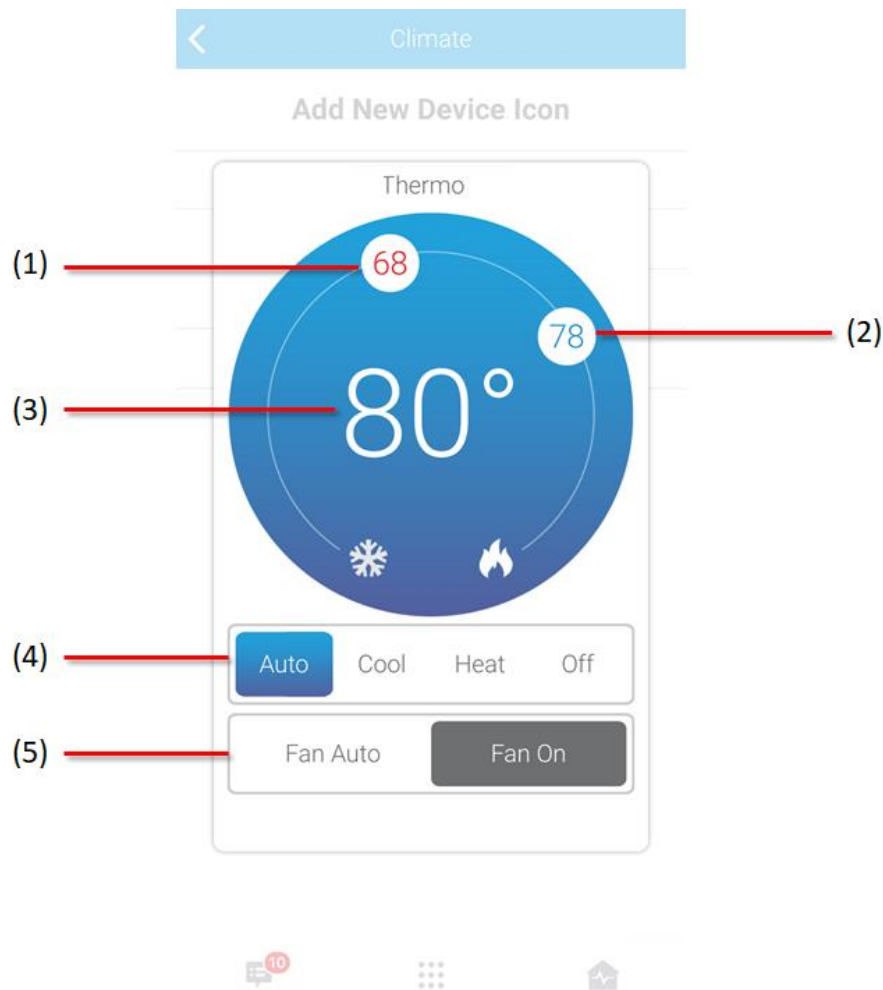 Climate
Add New Device Icon
Thermo
(1) 68
78 (2)
(3) 80°
(4) Auto Cool Heat Off
(5) Fan Auto Fan On
10